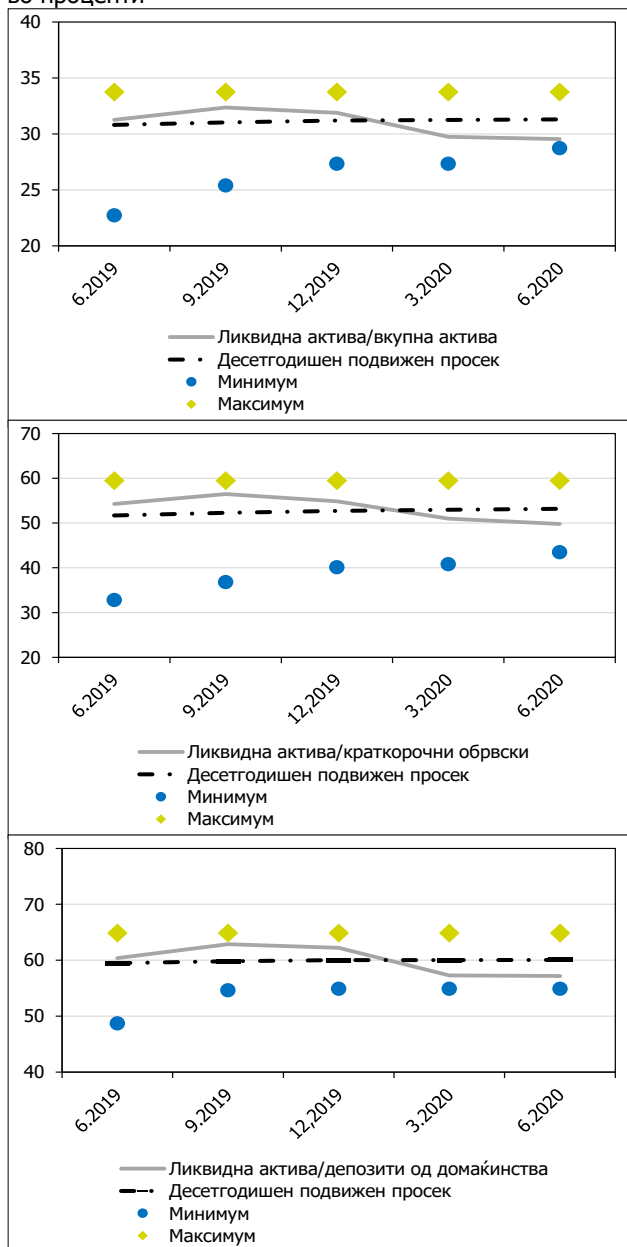 во проценти
40
35
30
25
20
6.2019
9.2019
12,2019
3.2020
6.2020
Ликвидна актива/вкупна актива
Десетгодишен подвижен просек
Минимум
Максимум
70
60
50
40
30
20
6.2019
9.2019
12,2019
3.2020
6.2020
Ликвидна актива/краткорочни обрвски
Десетгодишен подвижен просек
Минимум
Максимум
80
70
60
50
40
6.2019
9.2019
12,2019
3.2020
6.2020
Ликвидна актива/депозити од домаќинства
Десетгодишен подвижен просек
Минимум
Максимум